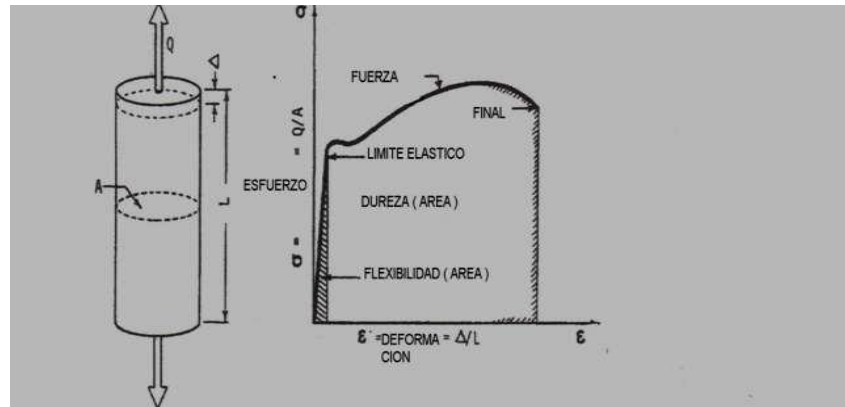 Q
Δ
A
L
σ
σ = ESFUERZO = Q/A
FUERZA
FINAL
LIMITE ELASTICO
DUREZA ( AREA )
FLEXIBILIDAD ( AREA )
ε =DEFORMA = Δ/L
CION
ε